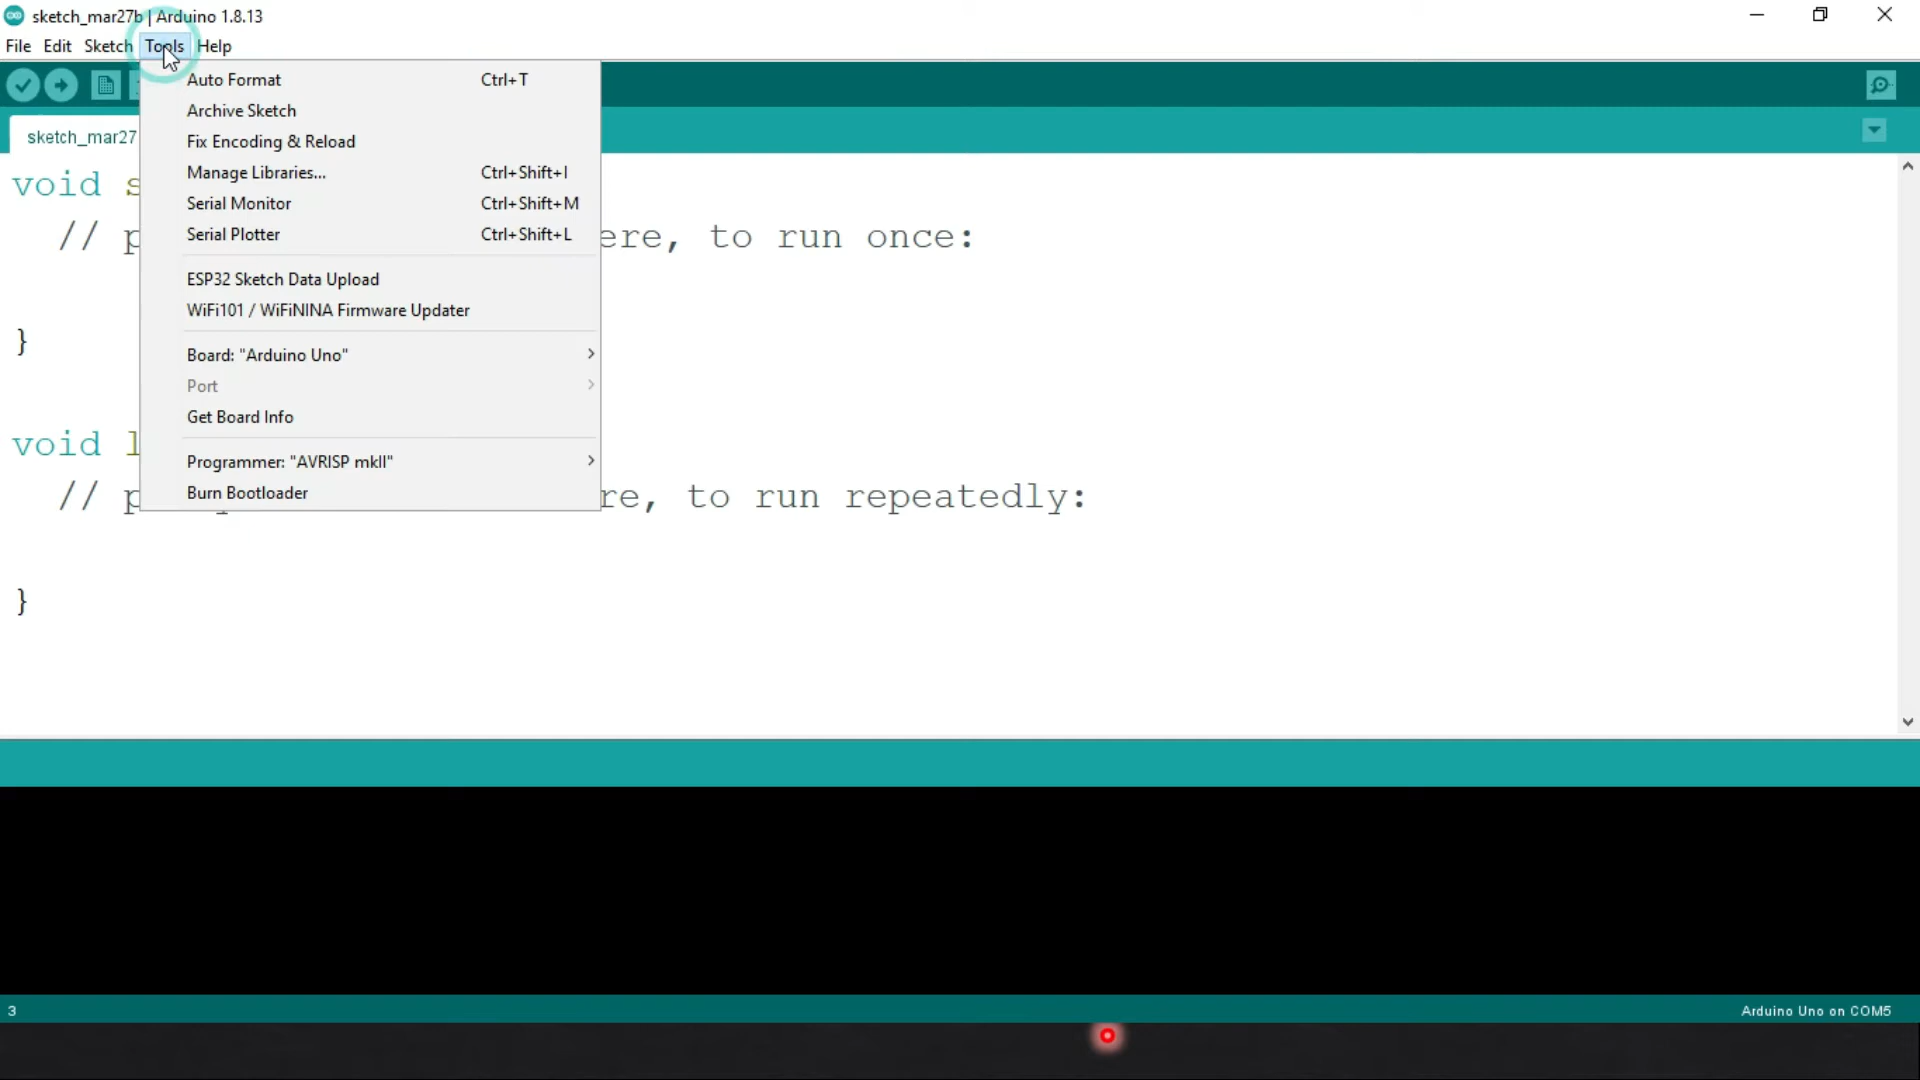 sketch_mar27b | Arduino 1.8.13
File Edit Sketch Tools Help
Auto Format Ctrl+T
Archive Sketch
Fix Encoding & Reload
Manage Libraries... Ctrl+Shift+I
Serial Monitor Ctrl+Shift+M
Serial Plotter Ctrl+Shift+L
ESP32 Sketch Data Upload
WiFi101 / WiFiNINA Firmware Updater
Board: "Arduino Uno"
Port
Get Board Info
Programmer: "AVRISP mkII"
Burn Bootloader
sketch_mar27
void s
// p ere, to run once:
}
void l
// p re, to run repeatedly:
}
3
Arduino Uno on COM5